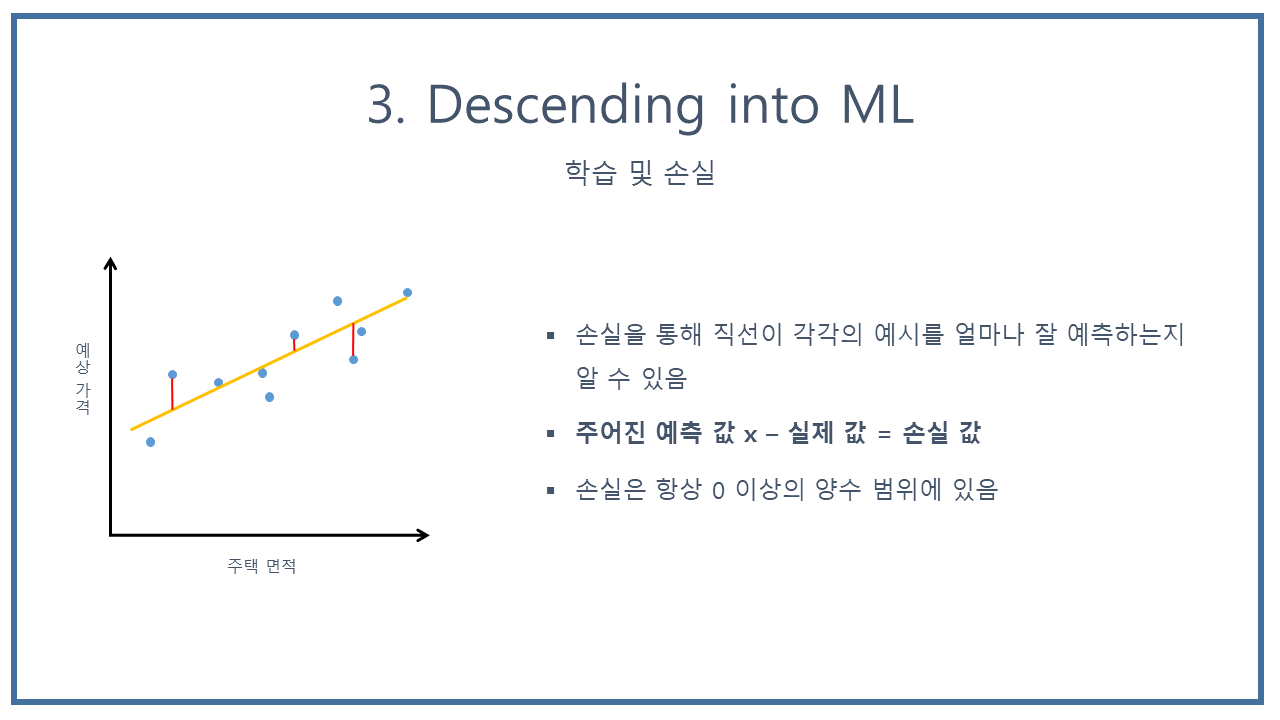 3. Descending into ML
학습 및 손실
예상 가격
주택 면적
▪ 손실을 통해 직선이 각각의 예시를 얼마나 잘 예측하는지
알 수 있음
▪ 주어진 예측 값 x – 실제 값 = 손실 값
▪ 손실은 항상 0 이상의 양수 범위에 있음